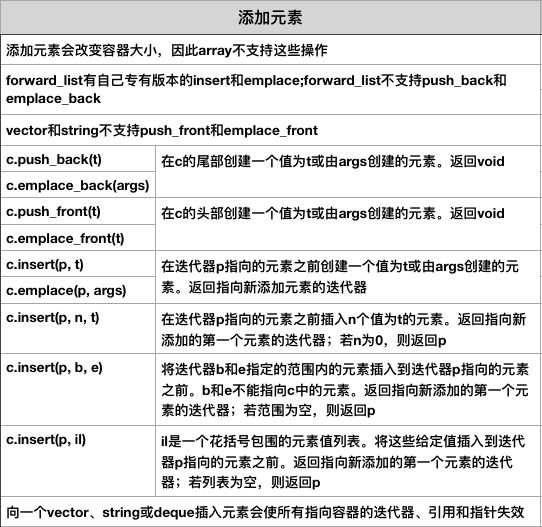 添加元素
添加元素会改变容器大小，因此array不支持这些操作
forward_list有自己专有版本的insert和emplace;forward_list不支持push_back和
emplace_back
vector和string不支持push_front和emplace_front
c.push_back(t)
c.emplace_back(args)
在c的尾部创建一个值为t或由args创建的元素。返回void
c.push_front(t)
c.emplace_front(t)
在c的头部创建一个值为t或由args创建的元素。返回void
c.insert(p, t)
c.emplace(p, args)
在迭代器p指向的元素之前创建一个值为t或由args创建的元
素。返回指向新添加元素的迭代器
c.insert(p, n, t)
在迭代器p指向的元素之前插入n个值为t的元素。返回指向新
添加的第一个元素的迭代器；若n为0，则返回p
c.insert(p, b, e)
将迭代器b和e指定的范围内的元素插入到迭代器p指向的元素
之前。b和e不能指向c中的元素。返回指向新添加的第一个元
素的迭代器；若范围为空，则返回p
c.insert(p, il)
il是一个花括号包围的元素值列表。将这些给定值插入到迭代
器p指向的元素之前。返回指向新添加的第一个元素的迭代
器；若列表为空，则返回p
向一个vector、string或deque插入元素会使所有指向容器的迭代器、引用和指针失效